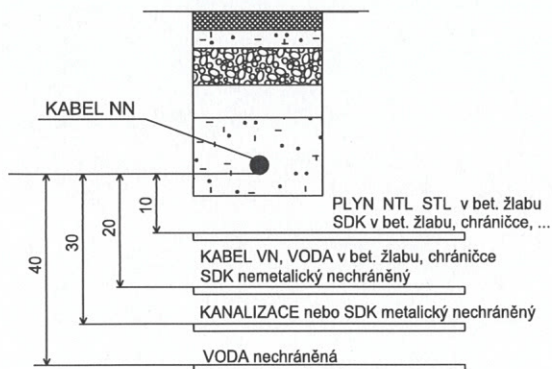 KABEL NN
PLYN NTL STL v bet. žlabu
SDK v bet. žlabu, chráničce, ...
10
KABEL VN, VODA v bet. žlabu, chráničce
SDK nemetalický nechráněný
20
KANALIZACE nebo SDK metalický nechráněný
30
VODA nechráněná
40